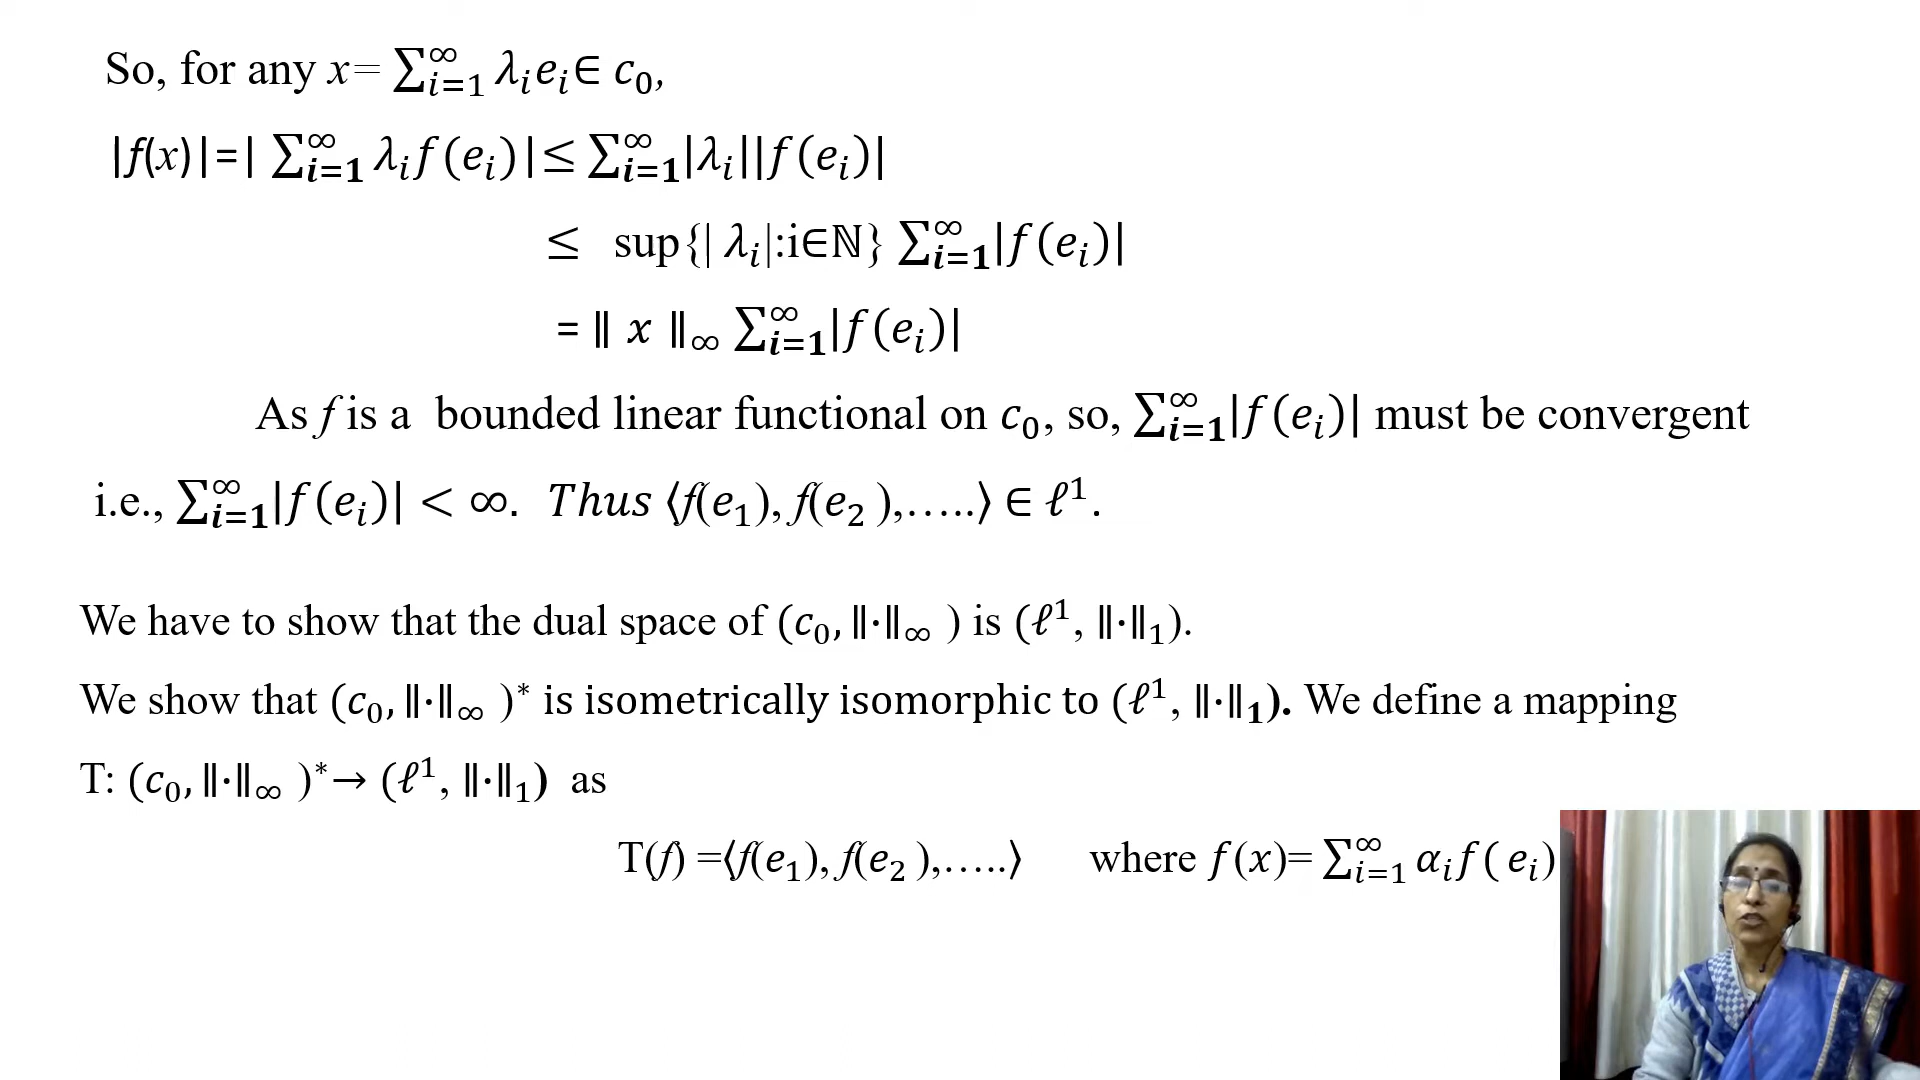 So, for any x= ∑_{i=1}^{∞} λ_i e_i ∈ c_0,
|f(x)|=| ∑_{i=1}^{∞} λ_i f(e_i)|≤ ∑_{i=1}^{∞}|λ_i||f(e_i)|
≤ sup{| λ_i|:i∈ℕ} ∑_{i=1}^{∞}|f(e_i)|
= ∥ x ∥_∞ ∑_{i=1}^{∞}|f(e_i)|
As f is a bounded linear functional on c_0, so, ∑_{i=1}^{∞}|f(e_i)| must be convergent
i.e., ∑_{i=1}^{∞}|f(e_i)| < ∞. Thus ⟨f(e_1), f(e_2 ),…..⟩ ∈ ℓ^1.
We have to show that the dual space of (c_0, ∥·∥_∞ ) is (ℓ^1, ∥·∥_1).
We show that (c_0, ∥·∥_∞ )^* is isometrically isomorphic to (ℓ^1, ∥·∥_1). We define a mapping
T: (c_0, ∥·∥_∞ )^*→ (ℓ^1, ∥·∥_1) as
T(f) =⟨f(e_1), f(e_2 ),…..⟩ where f(x)= ∑_{i=1}^{∞} α_i f( e_i)